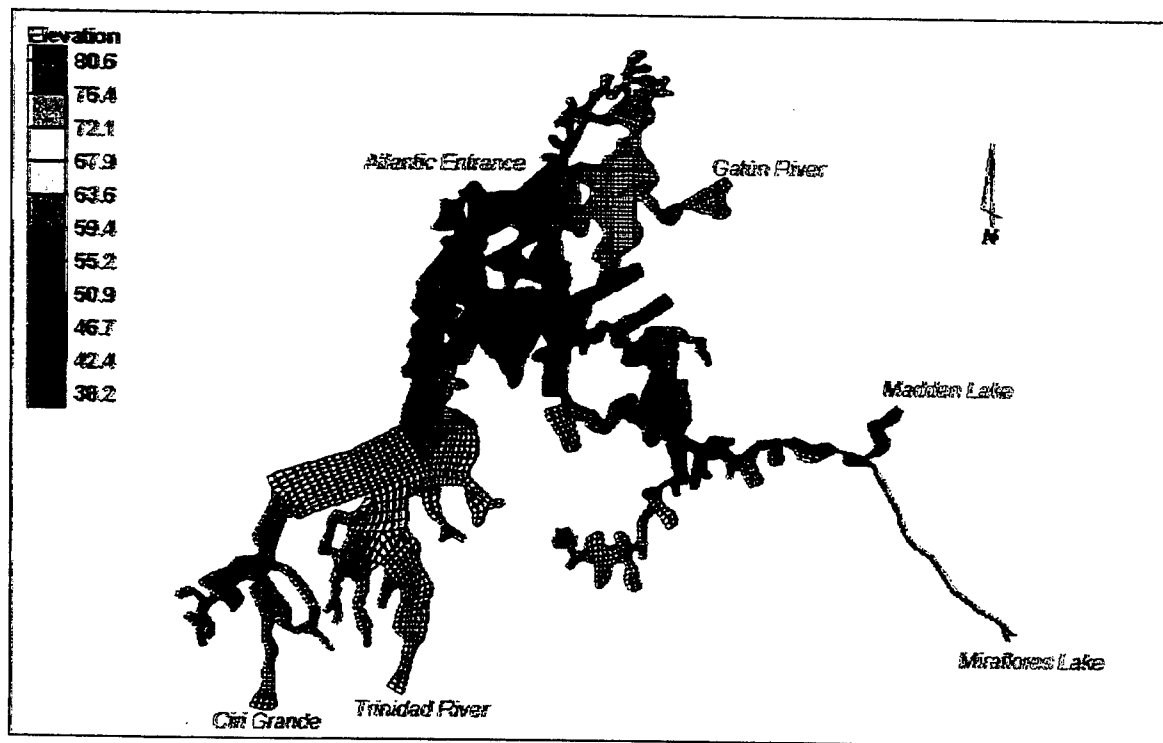 Elevation
80.6
76.4
72.1
67.9
63.6
59.4
55.2
50.9
46.7
42.4
38.2
Atlantic Entrance
Gatun River
N
Madden Lake
Miraflores Lake
Trinidad River
Ciri Grande